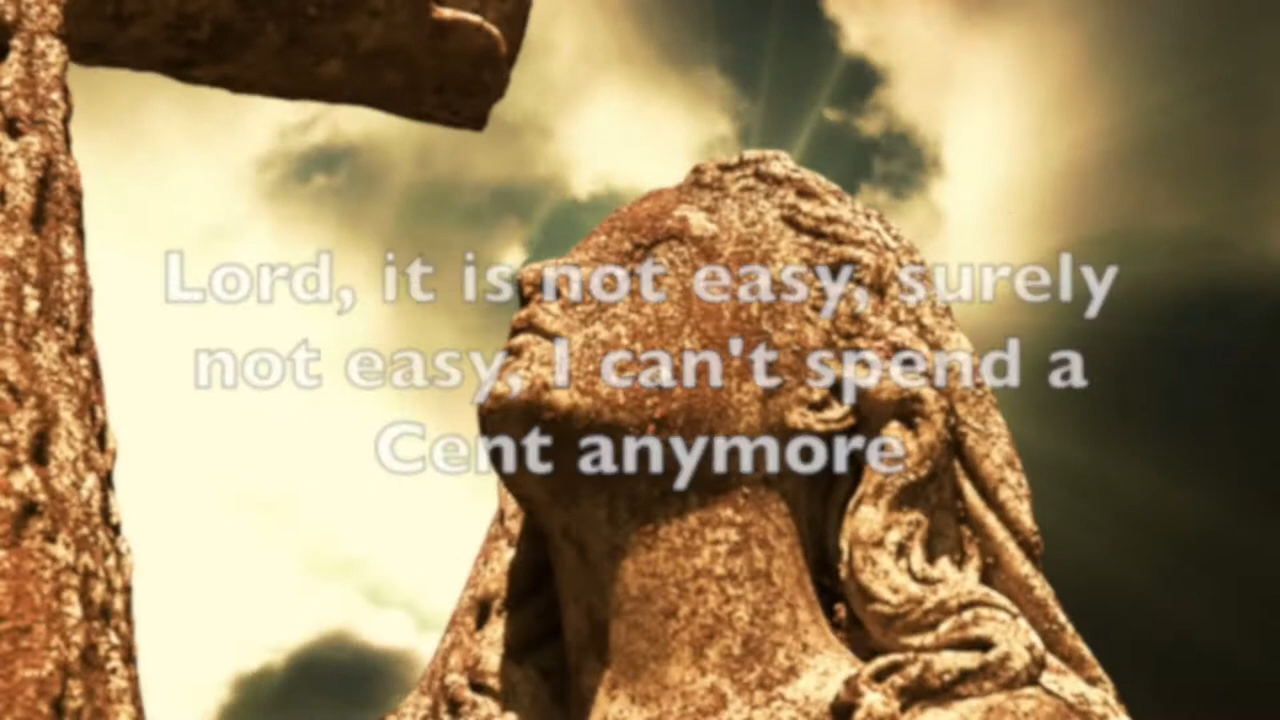 Lord, it is not easy, surely
not easy, I can't spend a
Cent anymore